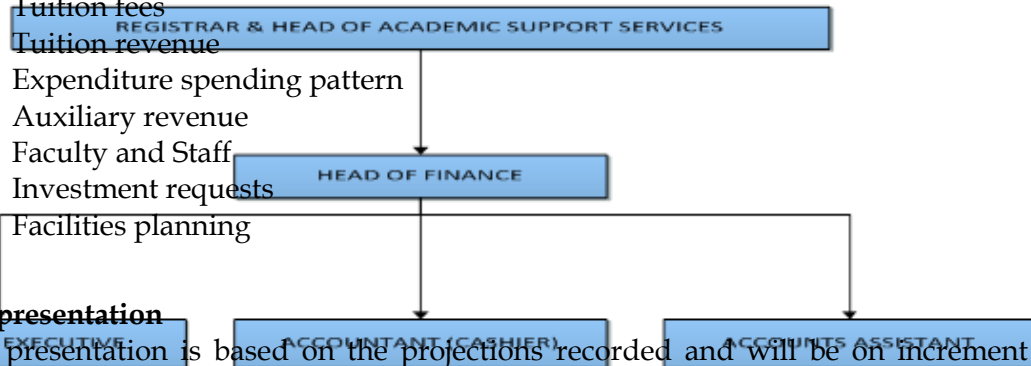 Tuition fees
REGISTRAR & HEAD OF ACADEMIC SUPPORT SERVICES
Tuition revenue
Expenditure spending pattern
Auxiliary revenue
Faculty and Staff
HEAD OF FINANCE
Investment requests
Facilities planning
presentation
EXECUTIVE
ACCOUNTANT (CASHIER)
ACCOUNTS ASSISTANT
presentation is based on the projections recorded and will be on increment